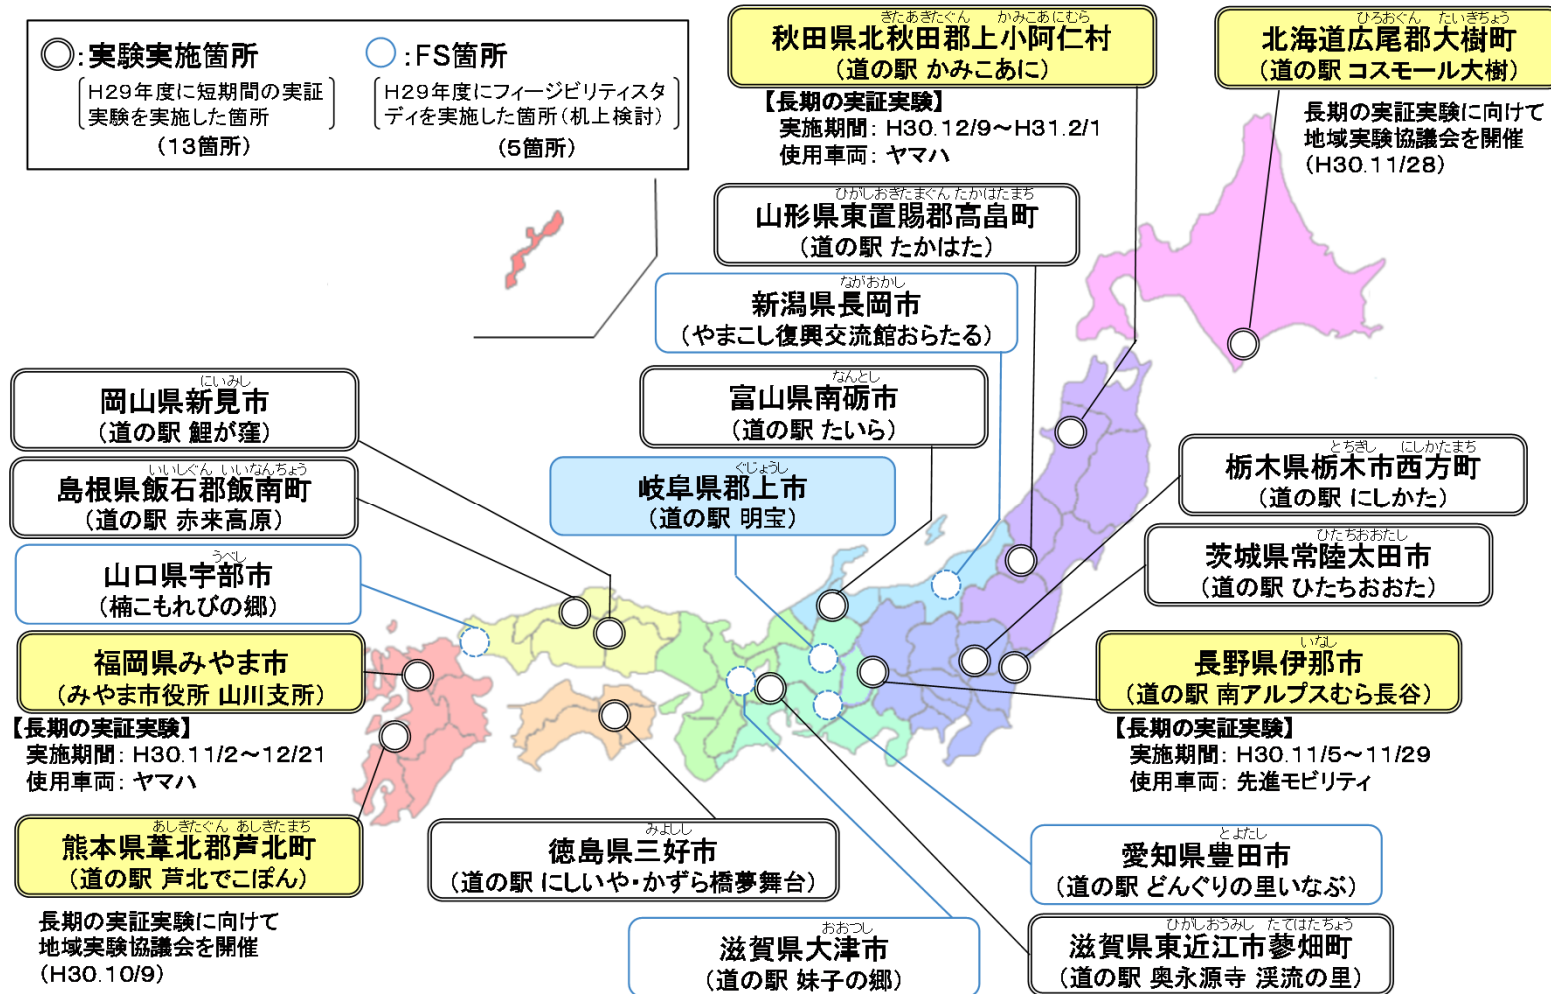 ◯:実験実施箇所
H29年度に短期間の実証
実験を実施した箇所
(13箇所)
◯:FS箇所
H29年度にフィージビリティスタ
ディを実施した箇所(机上検討)
(5箇所)
きたあきたぐん かみこあにむら
秋田県北秋田郡上小阿仁村
(道の駅 かみこあに)
【長期の実証実験】
実施期間: H30.12/9~H31.2/1
使用車両: ヤマハ
ひろおぐん たいきちょう
北海道広尾郡大樹町
(道の駅 コスモール大樹)
長期の実証実験に向けて
地域実験協議会を開催
(H30.11/28)
ひがしおきたまぐん たかはたまち
山形県東置賜郡高畠町
(道の駅 たかはた)
ながおかし
新潟県長岡市
(やまこし復興交流館おらたる)
なんとし
富山県南砺市
(道の駅 たいら)
ぐじょうし
岐阜県郡上市
(道の駅 明宝)
にいみし
岡山県新見市
(道の駅 鯉が窪)
いいしぐん いいなんちょう
島根県飯石郡飯南町
(道の駅 赤来高原)
うべし
山口県宇部市
(楠こもれびの郷)
福岡県みやま市
(みやま市役所 山川支所)
【長期の実証実験】
実施期間: H30.11/2~12/21
使用車両: ヤマハ
あしきたぐん あしきたまち
熊本県葦北郡芦北町
(道の駅 芦北でこぽん)
長期の実証実験に向けて
地域実験協議会を開催
(H30.10/9)
とちぎし にしかたまち
栃木県栃木市西方町
(道の駅 にしかた)
ひたちおおたし
茨城県常陸太田市
(道の駅 ひたちおおた)
いなし
長野県伊那市
(道の駅 南アルプスむら長谷)
【長期の実証実験】
実施期間: H30.11/5~11/29
使用車両: 先進モビリティ
みよしし
徳島県三好市
(道の駅 にしいや・かずら橋夢舞台)
とよたし
愛知県豊田市
(道の駅 どんぐりの里いなぶ)
おおつし
滋賀県大津市
(道の駅 妹子の郷)
ひがしおうみし たてはたちょう
滋賀県東近江市蓼畑町
(道の駅 奥永源寺 渓流の里)